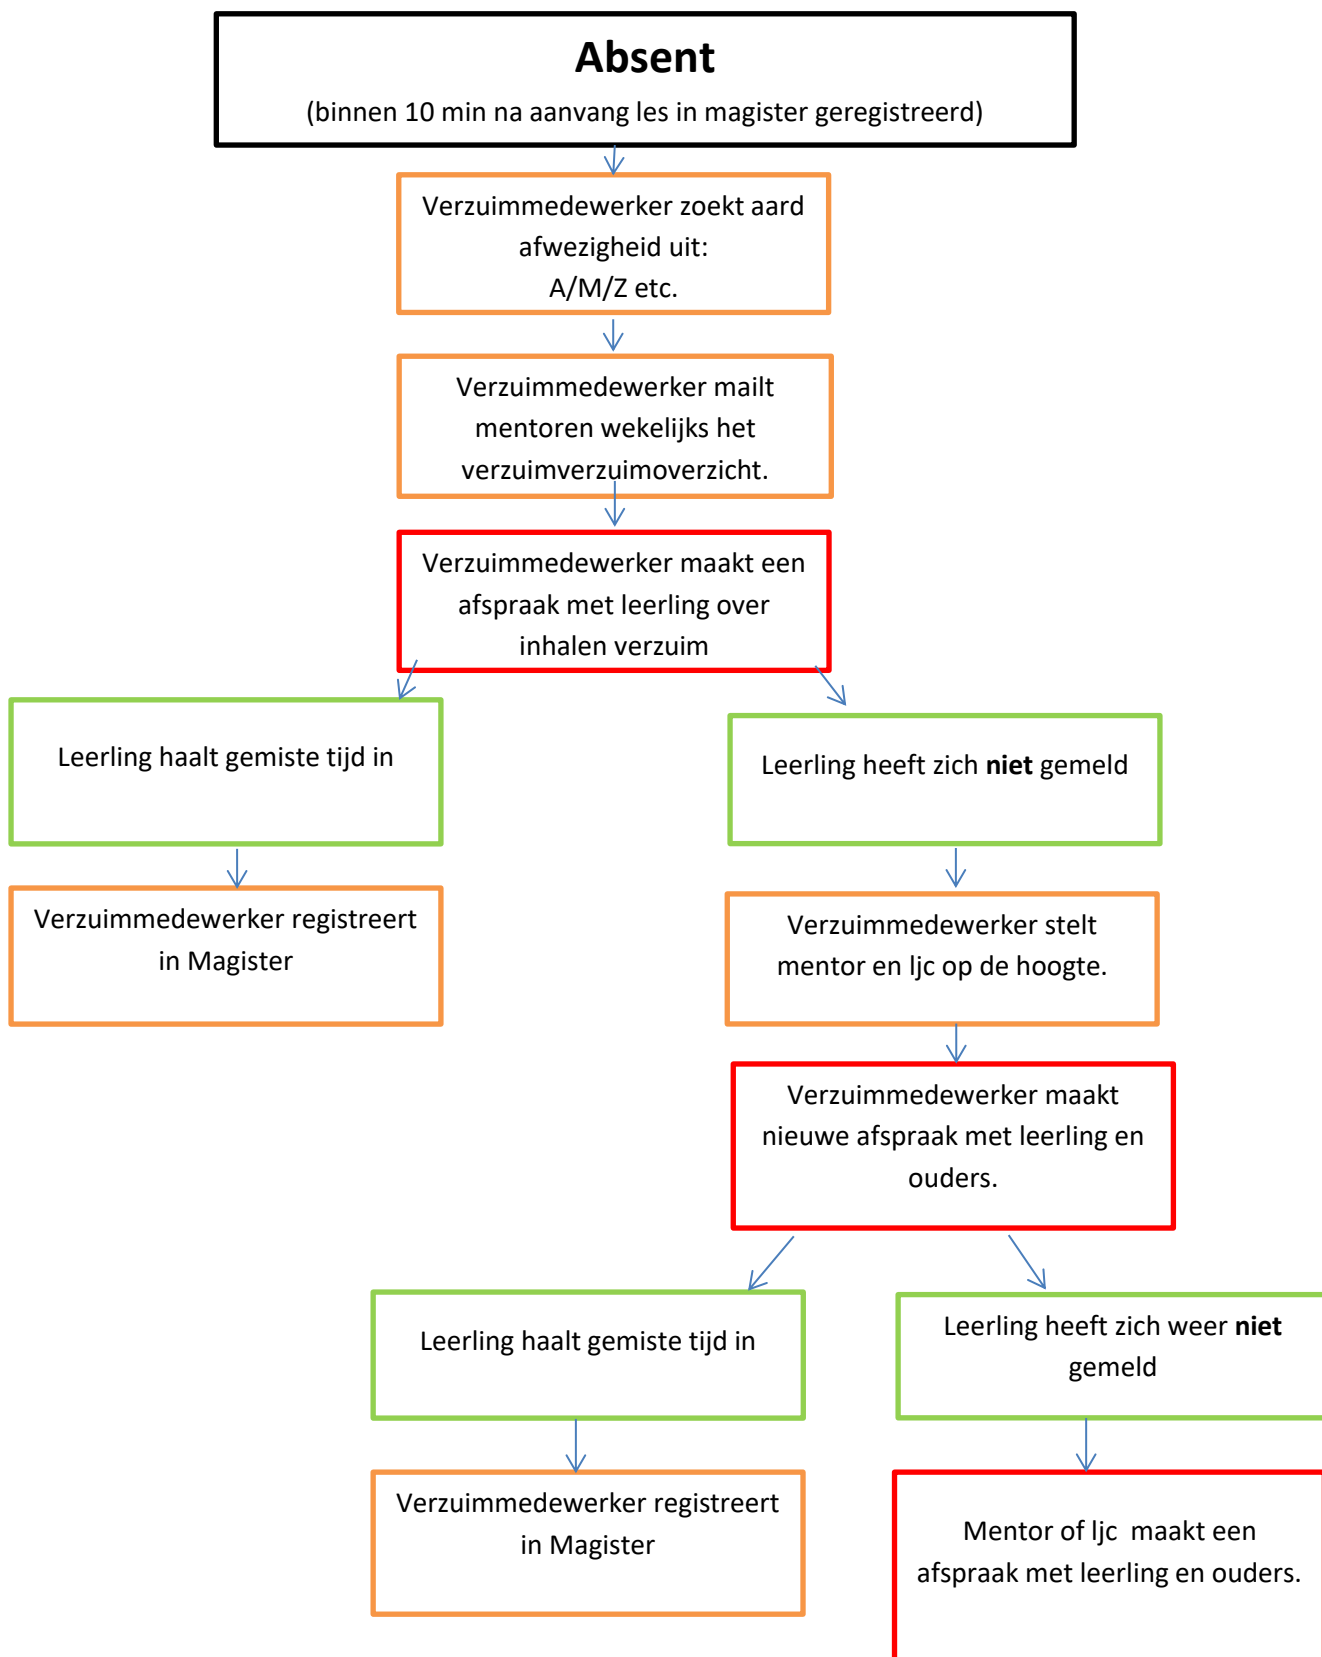 Absent
(binnen 10 min na aanvang les in magister geregistreerd)
Verzuimmedewerker zoekt aard
afwezigheid uit:
A/M/Z etc.
Verzuimmedewerker mailt
mentoren wekelijks het
verzuimverzuimoverzicht.
Verzuimmedewerker maakt een
afspraak met leerling over
inhalen verzuim
Leerling haalt gemiste tijd in
Leerling heeft zich niet gemeld
Verzuimmedewerker registreert
in Magister
Verzuimmedewerker stelt
mentor en ljc op de hoogte.
Verzuimmedewerker maakt
nieuwe afspraak met leerling en
ouders.
Leerling haalt gemiste tijd in
Leerling heeft zich weer niet
gemeld
Verzuimmedewerker registreert
in Magister
Mentor of ljc  maakt een
afspraak met leerling en ouders.